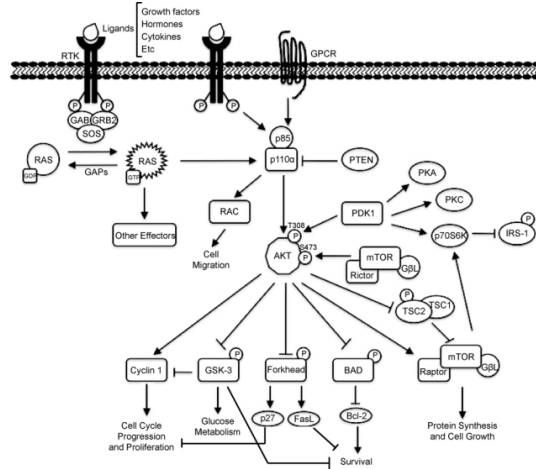 Ligands
Growth factors
Hormones
Cytokines
Etc
RTK
GPCR
P
P
P
P
GAB
GRB2
SOS
p85
p110α
PTEN
RAS
GDP
GAPs
RAS
GTP
PKA
PKC
PDK1
p70S6K
IRS-1
P
RAC
Other Effectors
Cell
Migration
T308
P
S473
P
AKT
mTOR
Rictor
GβL
P
TSC2
TSC1
Cyclin 1
GSK-3
P
Forkhead
P
BAD
P
Raptor
mTOR
GβL
p27
FasL
Bcl-2
Cell Cycle
Progression
and Proliferation
Glucose
Metabolism
Survival
Protein Synthesis
and Cell Growth